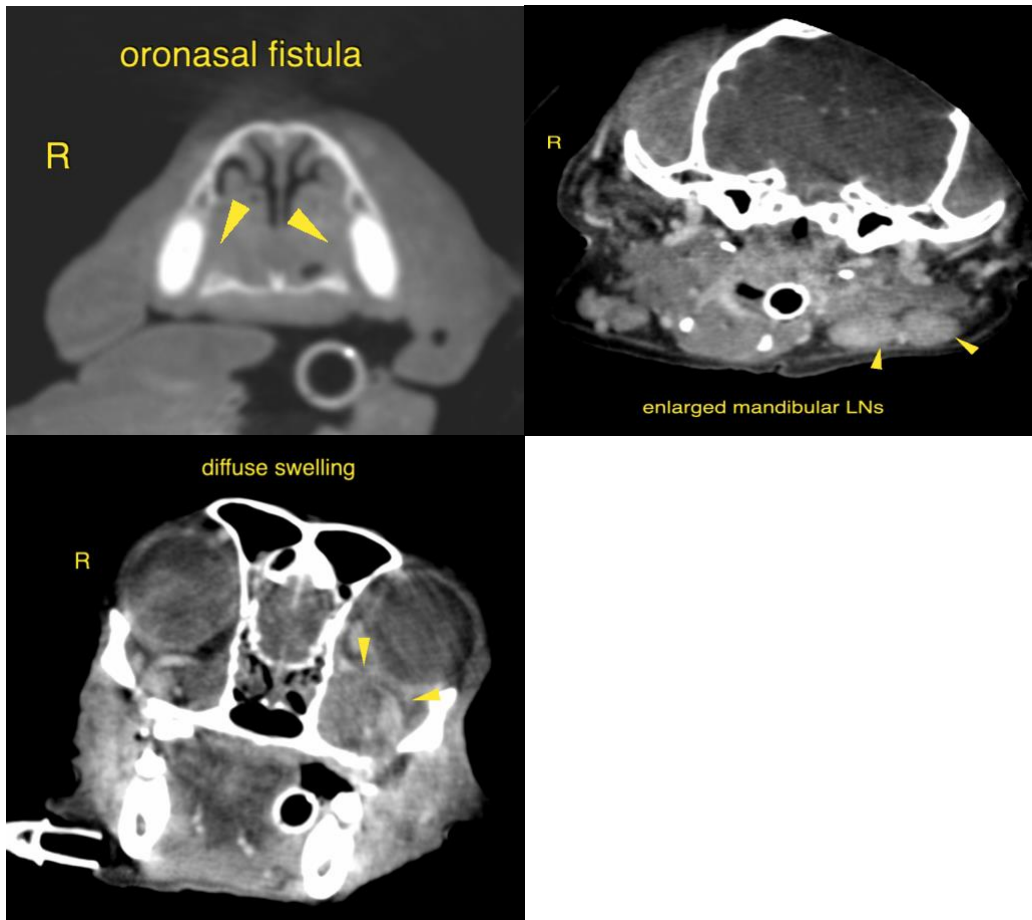 oronasal fistula
R
R
enlarged mandibular LNs
diffuse swelling
R